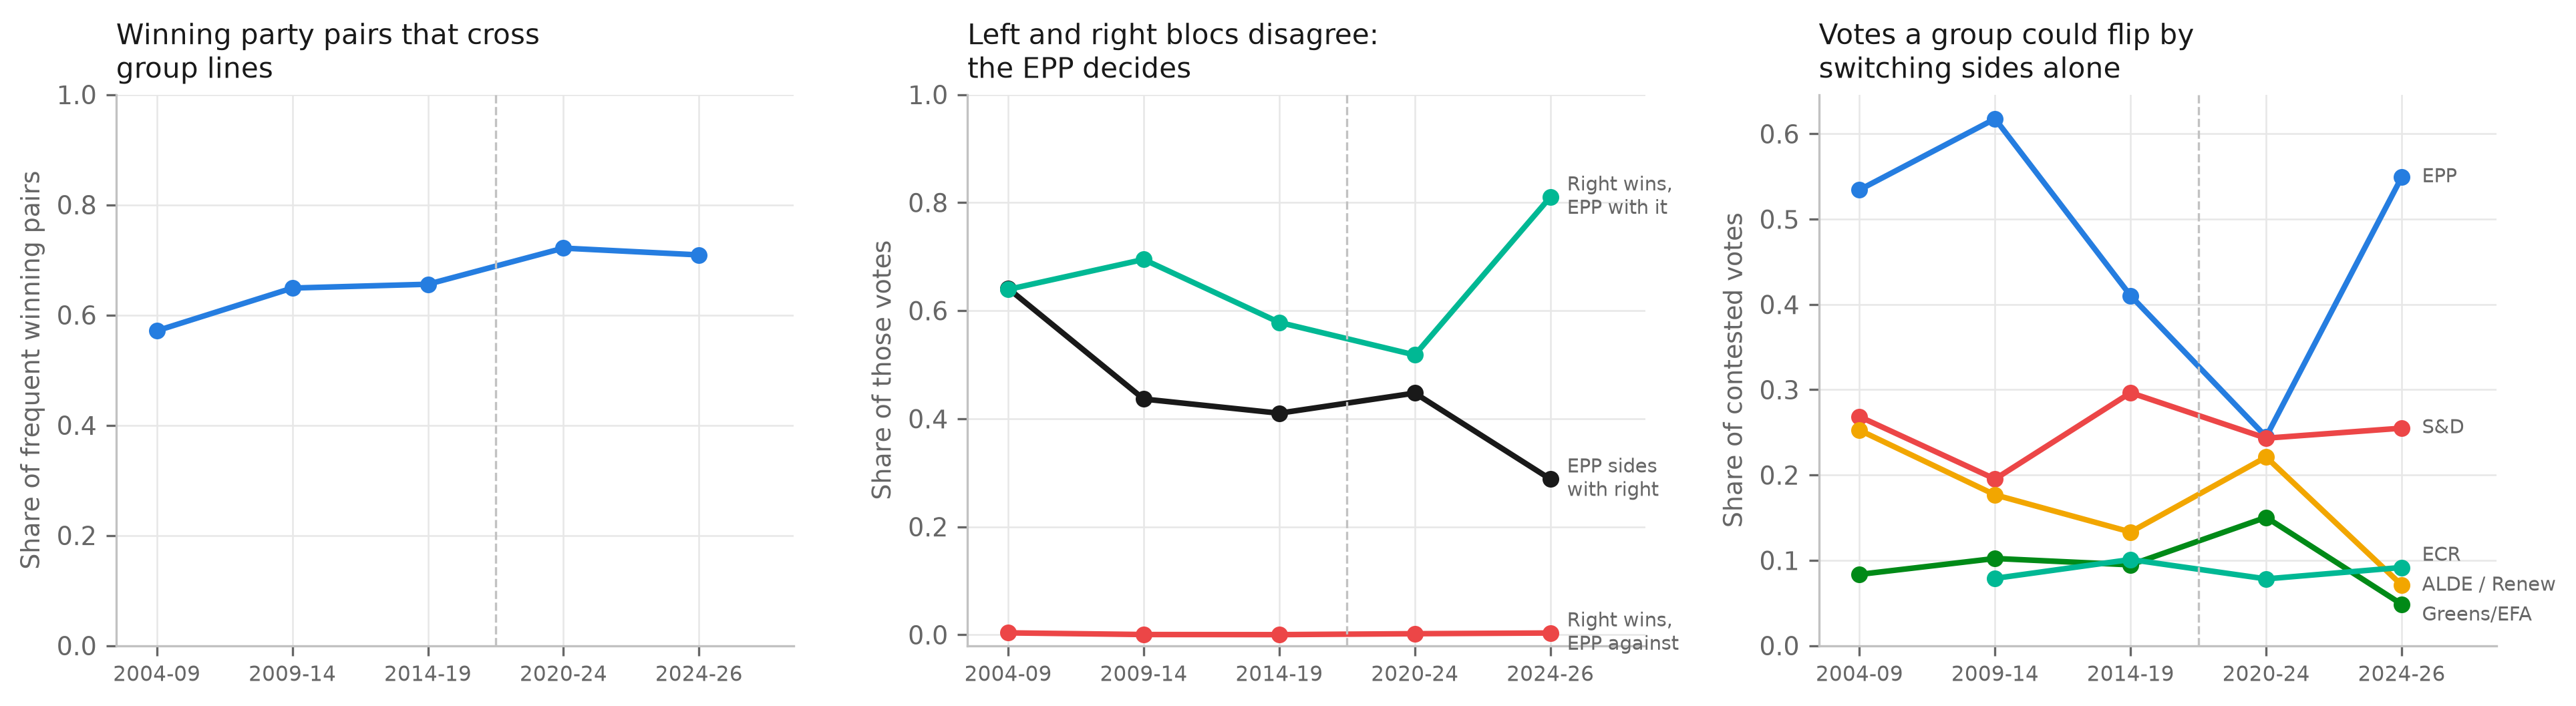 Winning party pairs that cross
group lines
Share of frequent winning pairs
1.0
0.8
0.6
0.4
0.2
0.0
2004-09
2009-14
2014-19
2020-24
2024-26
Left and right blocs disagree:
the EPP decides
Share of those votes
1.0
0.8
0.6
0.4
0.2
0.0
Right wins,
EPP with it
EPP sides
with right
Right wins,
EPP against
2004-09
2009-14
2014-19
2020-24
2024-26
Votes a group could flip by
switching sides alone
Share of contested votes
0.6
0.5
0.4
0.3
0.2
0.1
0.0
EPP
S&D
ECR
ALDE / Renew
Greens/EFA
2004-09
2009-14
2014-19
2020-24
2024-26